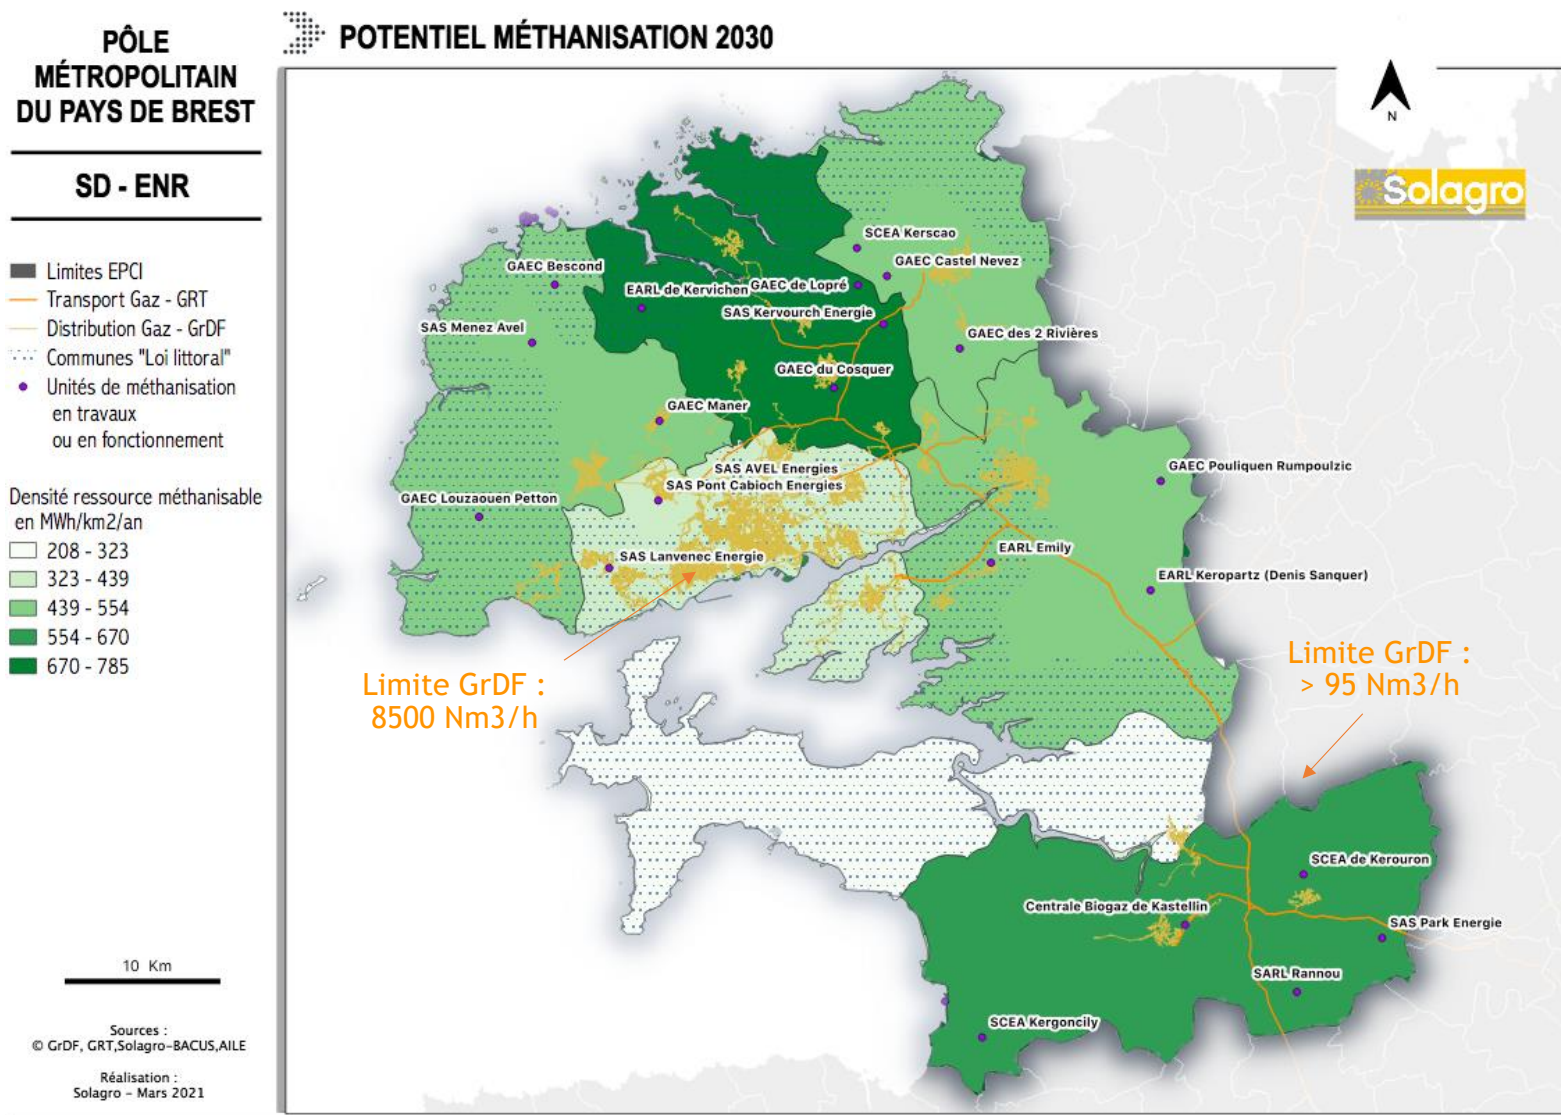 PÔLE
MÉTROPOLITAIN
DU PAYS DE BREST
SD - ENR
Limites EPCI
Transport Gaz - GRT
Distribution Gaz - GrDF
Communes "Loi littoral"
Unités de méthanisation
en travaux
ou en fonctionnement
Densité ressource méthanisable
en MWh/km2/an
208 - 323
323 - 439
439 - 554
554 - 670
670 - 785
10 Km
Sources :
© GrDF, GRT,Solagro-BACUS,AILE
Réalisation :
Solagro - Mars 2021
POTENTIEL MÉTHANISATION 2030
N
Solagro
SCEA Kerscao
GAEC Castel Nevez
GAEC Bescond
EARL de Kervichen
GAEC de Lopré
SAS Kervourch Energie
SAS Menez Avel
GAEC des 2 Rivières
GAEC du Cosquer
GAEC Maner
SAS AVEL Energies
SAS Pont Cabioch Energies
GAEC Pouliquen Rumpoulzic
GAEC Louzaouen Petton
SAS Lanvenec Energie
EARL Emily
EARL Keropartz (Denis Sanquer)
Limite GrDF :
8500 Nm3/h
Limite GrDF :
> 95 Nm3/h
SCEA de Kerouron
Centrale Biogaz de Kastellin
SAS Park Energie
SARL Rannou
SCEA Kergoncily